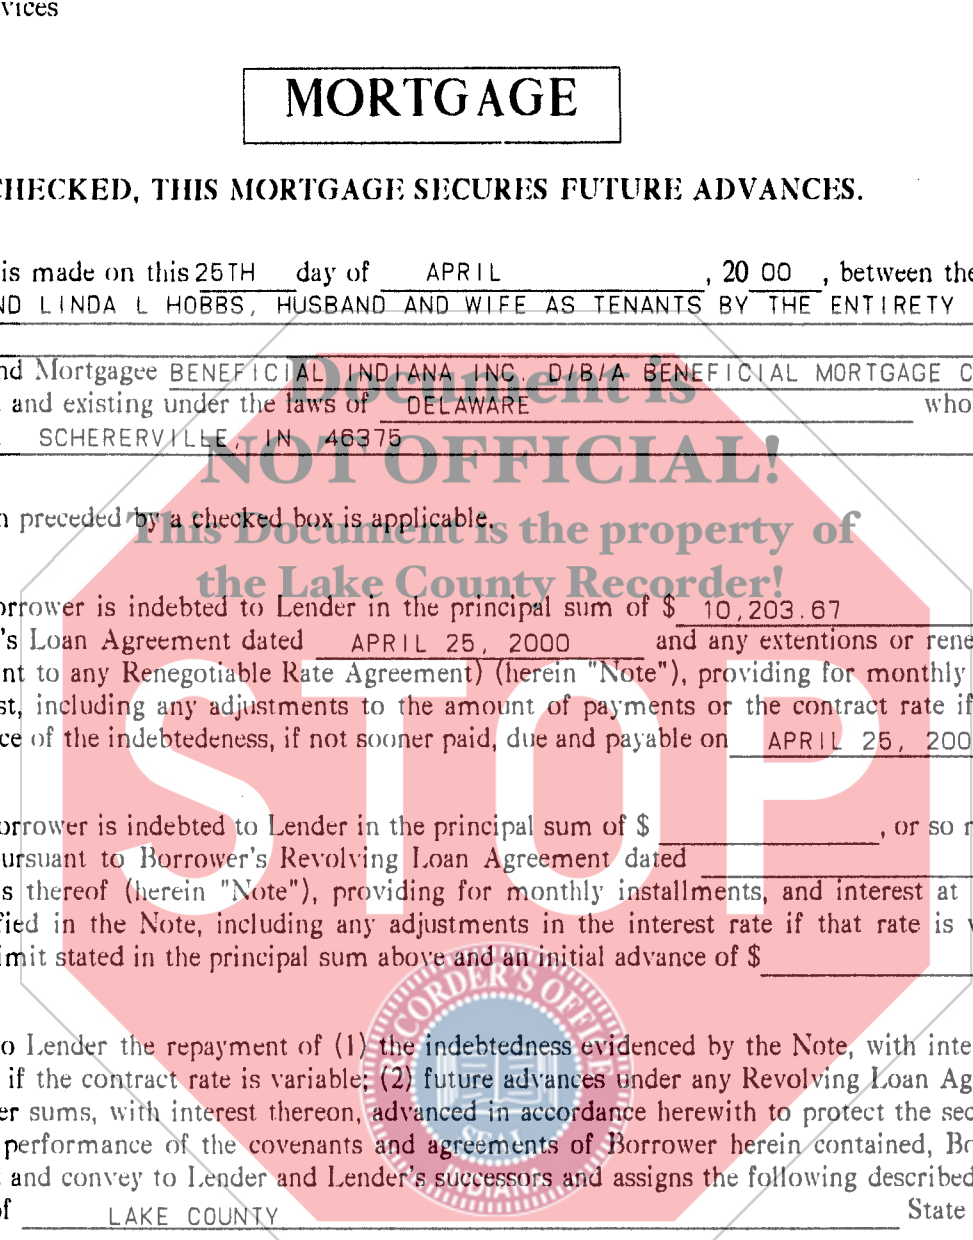 vices
MORTGAGE
CHECKED, THIS MORTGAGE SECURES FUTURE ADVANCES.
is made on this 25TH day of APRIL , 20 00 , between the
ND LINDA L HOBBS, HUSBAND AND WIFE AS TENANTS BY THE ENTIRETY
nd Mortgagee BENEFICIAL INDIANA INC. D/B/A BENEFICIAL MORTGAGE C
Document is
and existing under the laws of DELAWARE who
SCHERERVILLE, IN 46375
NOT OFFICIAL!
n preceded by a checked box is applicable.
This Document is the property of
the Lake County Recorder!
orrower is indebted to Lender in the principal sum of $ 10,203.67
's Loan Agreement dated APRIL 25, 2000 and any extentions or rene
nt to any Renegotiable Rate Agreement) (herein "Note"), providing for monthly
st, including any adjustments to the amount of payments or the contract rate if
ce of the indebtedeness, if not sooner paid, due and payable on APRIL 25, 200
STOP
orrower is indebted to Lender in the principal sum of $ , or so
ursuant to Borrower's Revolving Loan Agreement dated
s thereof (herein "Note"), providing for monthly installments, and interest at
fied in the Note, including any adjustments in the interest rate if that rate is
imit stated in the principal sum above and an initial advance of $
RECORDER'S OFFICE
o Lender the repayment of (1) the indebtedness evidenced by the Note, with inte
if the contract rate is variable; (2) future advances under any Revolving Loan Ag
er sums, with interest thereon, advanced in accordance herewith to protect the sec
SEAL
performance of the covenants and agreements of Borrower herein contained, Bo
and convey to Lender and Lender's successors and assigns the following described
INDIANA
of LAKE COUNTY State